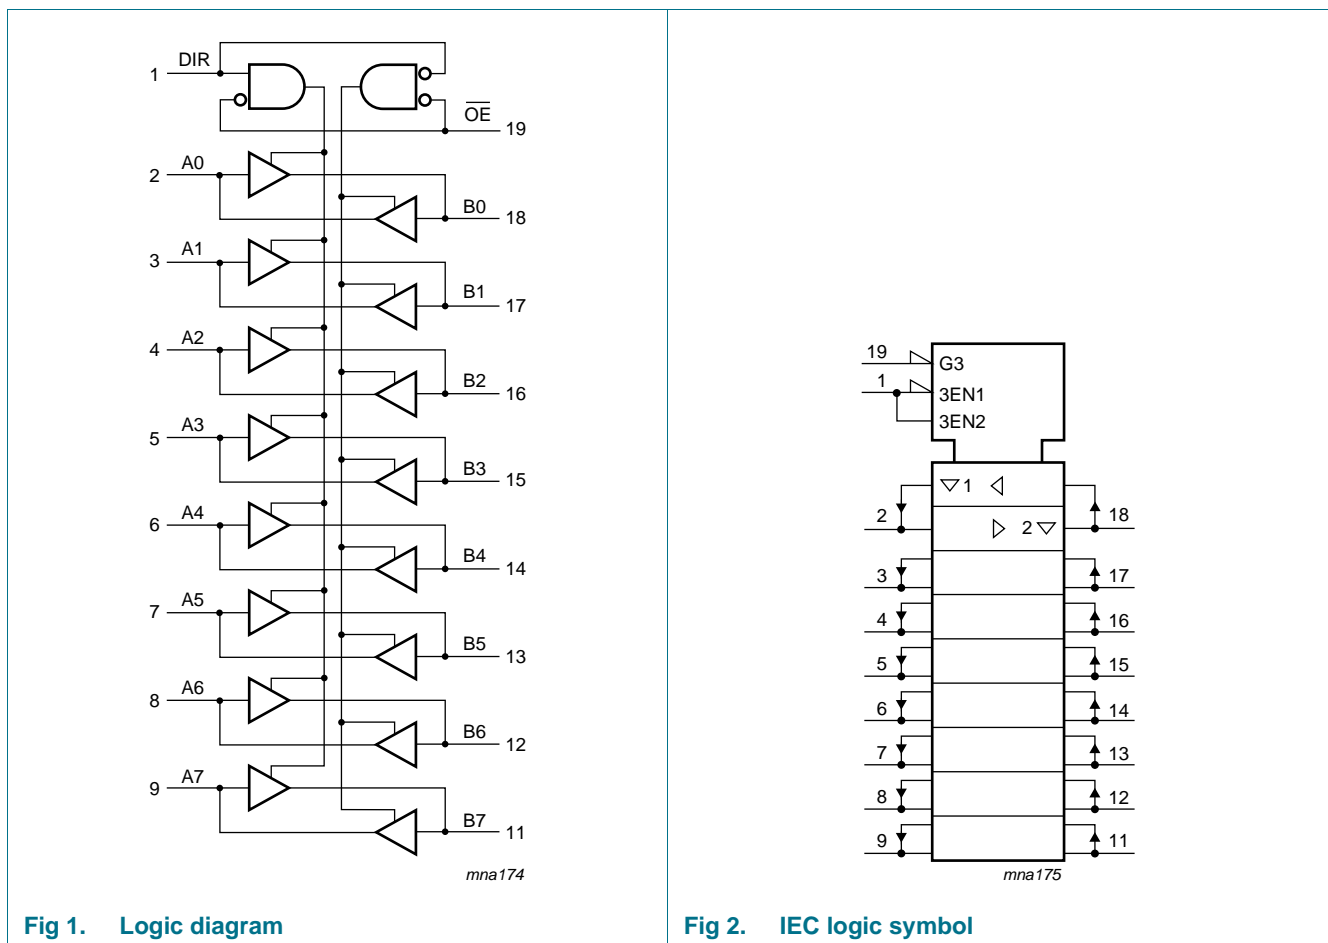 DIR
1
OE
19
A0
2
B0
18
A1
3
B1
17
A2
4
B2
16
A3
5
B3
15
A4
6
B4
14
A5
7
B5
13
A6
8
B6
12
A7
9
B7
11
mna174
Fig 1. Logic diagram
19
G3
1
3EN1
3EN2
1
2
2
18
3
17
4
16
5
15
6
14
7
13
8
12
9
11
mna175
Fig 2. IEC logic symbol